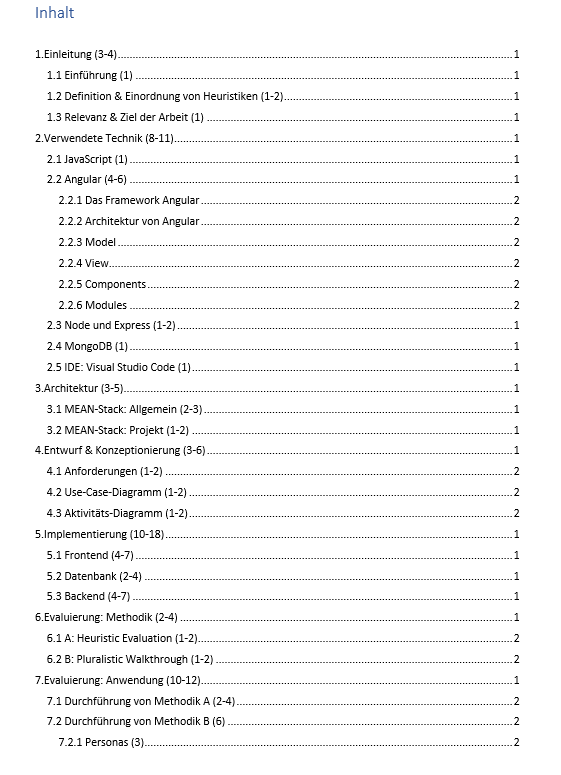 Inhalt
1.Einleitung (3-4) 1
1.1 Einführung (1) 1
1.2 Definition & Einordnung von Heuristiken (1-2) 1
1.3 Relevanz & Ziel der Arbeit (1) 1
2.Verwendete Technik (8-11) 1
2.1 JavaScript (1) 1
2.2 Angular (4-6) 1
2.2.1 Das Framework Angular 2
2.2.2 Architektur von Angular 2
2.2.3 Model 2
2.2.4 View 2
2.2.5 Components 2
2.2.6 Modules 2
2.3 Node und Express (1-2) 1
2.4 MongoDB (1) 1
2.5 IDE: Visual Studio Code (1) 1
3.Architektur (3-5) 1
3.1 MEAN-Stack: Allgemein (2-3) 1
3.2 MEAN-Stack: Projekt (1-2) 1
4.Entwurf & Konzeptionierung (3-6) 1
4.1 Anforderungen (1-2) 2
4.2 Use-Case-Diagramm (1-2) 2
4.3 Aktivitäts-Diagramm (1-2) 2
5.Implementierung (10-18) 1
5.1 Frontend (4-7) 1
5.2 Datenbank (2-4) 1
5.3 Backend (4-7) 1
6.Evaluierung: Methodik (2-4) 1
6.1 A: Heuristic Evaluation (1-2) 2
6.2 B: Pluralistic Walkthrough (1-2) 2
7.Evaluierung: Anwendung (10-12) 1
7.1 Durchführung von Methodik A (2-4) 2
7.2 Durchführung von Methodik B (6) 2
7.2.1 Personas (3) 2